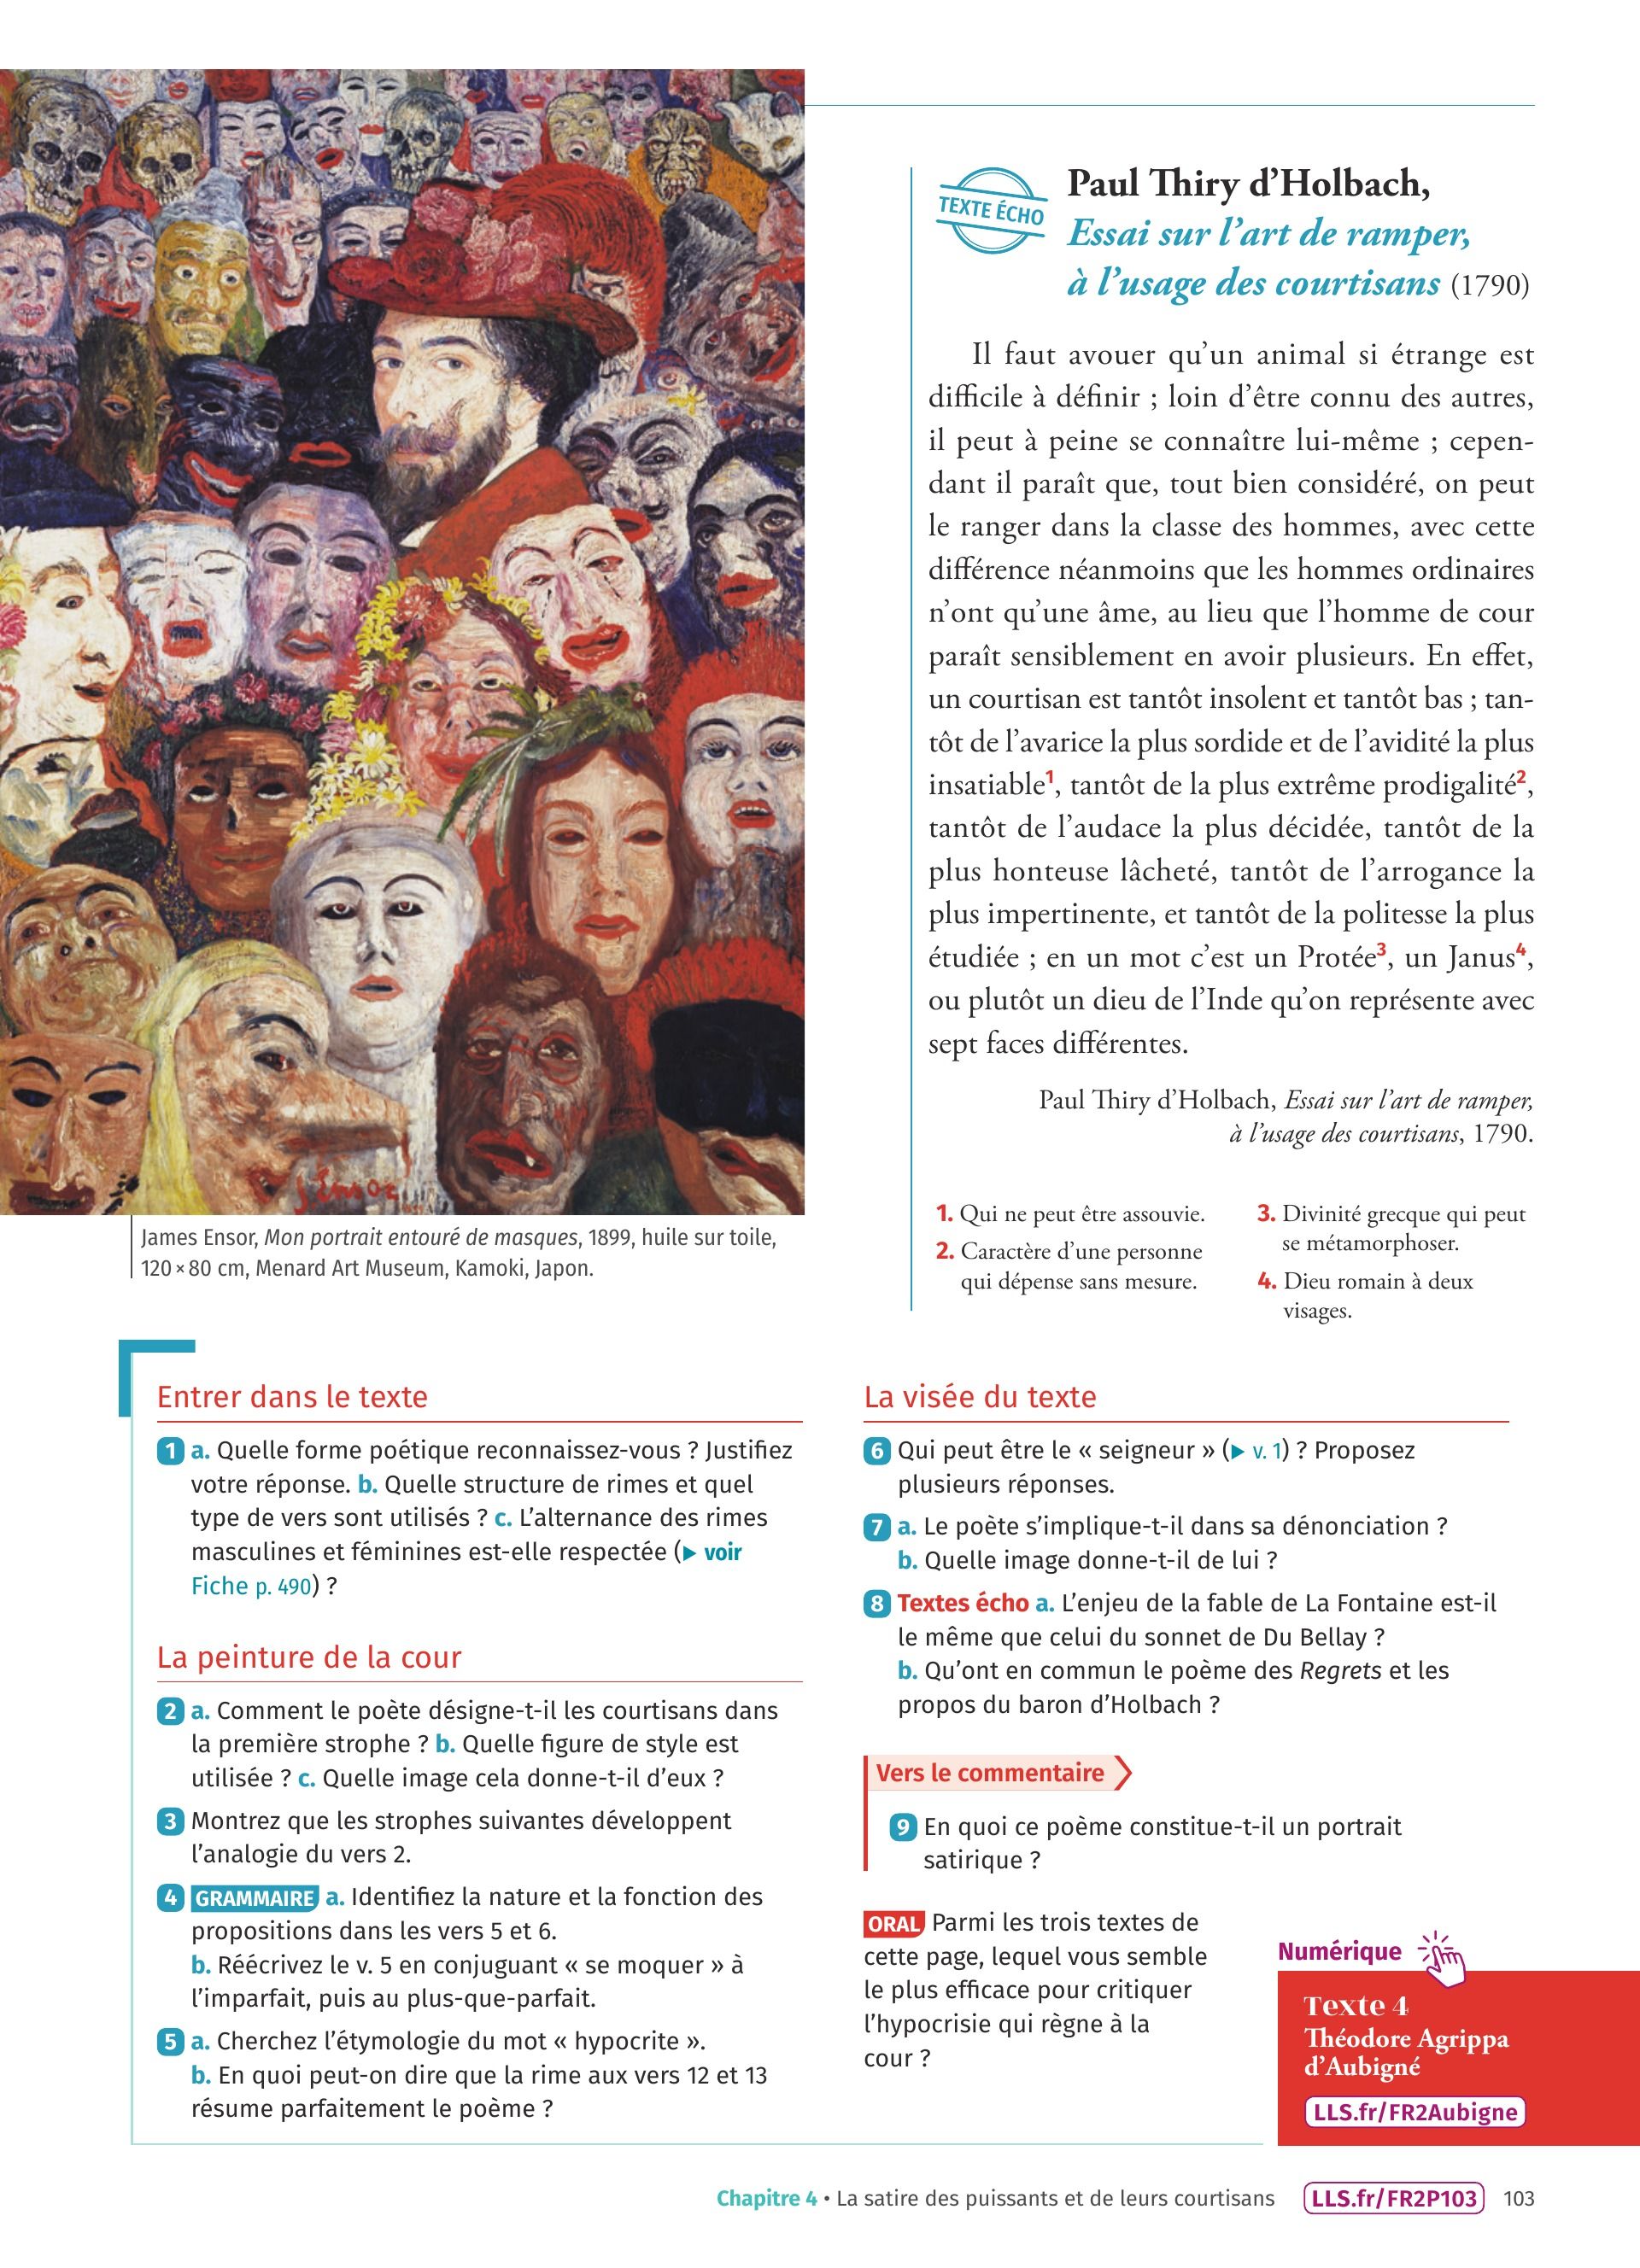 TEXTE ÉCHO
Paul Thiry d’Holbach,
Essai sur l’art de ramper,
à l’usage des courtisans (1790)
Il faut avouer qu’un animal si étrange est
difficile à définir ; loin d’être connu des autres,
il peut à peine se connaître lui-même ; cepen-
dant il paraît que, tout bien considéré, on peut
le ranger dans la classe des hommes, avec cette
différence néanmoins que les hommes ordinaires
n’ont qu’une âme, au lieu que l’homme de cour
paraît sensiblement en avoir plusieurs. En effet,
un courtisan est tantôt insolent et tantôt bas ; tan-
tôt de l’avarice la plus sordide et de l’avidité la plus
insatiable1, tantôt de la plus extrême prodigalité2,
tantôt de l’audace la plus décidée, tantôt de la
plus honteuse lâcheté, tantôt de l’arrogance la
plus impertinente, et tantôt de la politesse la plus
étudiée ; en un mot c’est un Protée3, un Janus4,
ou plutôt un dieu de l’Inde qu’on représente avec
sept faces différentes.
Paul Thiry d’Holbach, Essai sur l’art de ramper,
à l’usage des courtisans, 1790.
1. Qui ne peut être assouvie.
2. Caractère d’une personne
qui dépense sans mesure.
3. Divinité grecque qui peut
se métamorphoser.
4. Dieu romain à deux
visages.
J Ensor
James Ensor, Mon portrait entouré de masques, 1899, huile sur toile,
120 × 80 cm, Menard Art Museum, Kamoki, Japon.
Entrer dans le texte
1 a. Quelle forme poétique reconnaissez-vous ? Justifiez
votre réponse. b. Quelle structure de rimes et quel
type de vers sont utilisés ? c. L’alternance des rimes
masculines et féminines est-elle respectée (▶ voir
Fiche p. 490) ?
La peinture de la cour
2 a. Comment le poète désigne-t-il les courtisans dans
la première strophe ? b. Quelle figure de style est
utilisée ? c. Quelle image cela donne-t-il d’eux ?
3 Montrez que les strophes suivantes développent
l’analogie du vers 2.
4 GRAMMAIRE a. Identifiez la nature et la fonction des
propositions dans les vers 5 et 6.
b. Réécrivez le v. 5 en conjuguant « se moquer » à
l’imparfait, puis au plus-que-parfait.
5 a. Cherchez l’étymologie du mot « hypocrite ».
b. En quoi peut-on dire que la rime aux vers 12 et 13
résume parfaitement le poème ?
La visée du texte
6 Qui peut être le « seigneur » (▶ v. 1) ? Proposez
plusieurs réponses.
7 a. Le poète s’implique-t-il dans sa dénonciation ?
b. Quelle image donne-t-il de lui ?
8 Textes écho a. L’enjeu de la fable de La Fontaine est-il
le même que celui du sonnet de Du Bellay ?
b. Qu’ont en commun le poème des Regrets et les
propos du baron d’Holbach ?
Vers le commentaire
9 En quoi ce poème constitue-t-il un portrait
satirique ?
ORAL Parmi les trois textes de
cette page, lequel vous semble
le plus efficace pour critiquer
l’hypocrisie qui règne à la
cour ?
Numérique
Texte 4
Théodore Agrippa
d’Aubigné
LLS.fr/FR2Aubigne
Chapitre 4 • La satire des puissants et de leurs courtisans LLS.fr/FR2P103 103